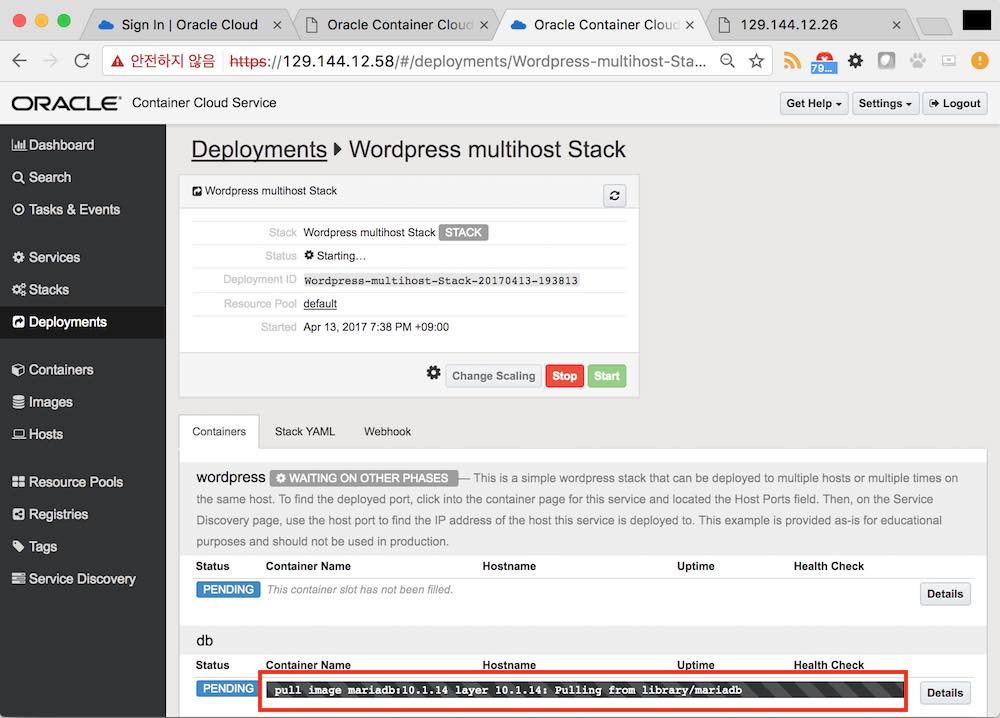 Sign In | Oracle Cloud
Oracle Container Cloud
Oracle Container Cloud
129.144.12.26
안전하지 않음 https://129.144.12.58/#/deployments/Wordpress-multihost-Sta...
79...
ORACLE® Container Cloud Service
Get Help
Settings
Logout
Dashboard
Search
Tasks & Events
Services
Stacks
Deployments
Containers
Images
Hosts
Resource Pools
Registries
Tags
Service Discovery
Deployments Wordpress multihost Stack
Wordpress multihost Stack
Stack Wordpress multihost Stack STACK
Status Starting...
Deployment ID Wordpress-multihost-Stack-20170413-193813
Resource Pool default
Started Apr 13, 2017 7:38 PM +09:00
Change Scaling Stop Start
Containers Stack YAML Webhook
wordpress WAITING ON OTHER PHASES — This is a simple wordpress stack that can be deployed to multiple hosts or multiple times on
the same host. To find the deployed port, click into the container page for this service and located the Host Ports field. Then, on the Service
Discovery page, use the host port to find the IP address of the host this service is deployed to. This example is provided as-is for educational
purposes and should not be used in production.
Status Container Name Hostname Uptime Health Check
PENDING This container slot has not been filled. Details
db
Status Container Name Hostname Uptime Health Check
PENDING pull image mariadb:10.1.14 layer 10.1.14: Pulling from library/mariadb Details